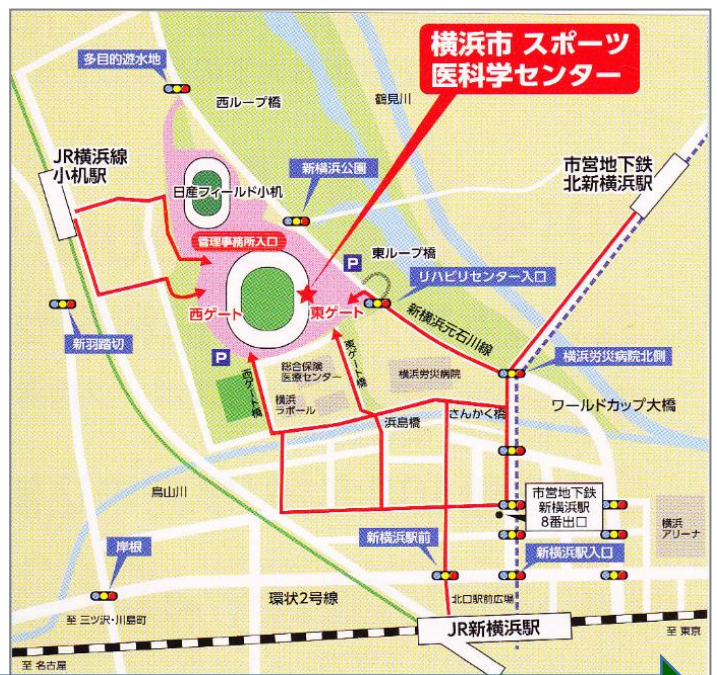 横浜市 スポーツ
医科学センター
多目的遊水地
西ループ橋
鶴見川
JR横浜線
小机駅
日産フィールド小机
新横浜公園
市営地下鉄
北新横浜駅
管理事務所入口
P
東ループ橋
リハビリセンター入口
西ゲート
東ゲート
新横浜元石川線
新羽踏切
P
西ゲート橋
総合保険
医療センター
東ゲート橋
横浜労災病院
横浜労災病院北側
横浜
ラポール
浜島橋
さんかく橋
ワールドカップ大橋
鳥山川
市営地下鉄
新横浜駅
8番出口
横浜
アリーナ
岸根
新横浜駅前
新横浜駅入口
環状2号線
北口駅前広場
至 三ツ沢・川島町
JR新横浜駅
至 東京
至 名古屋